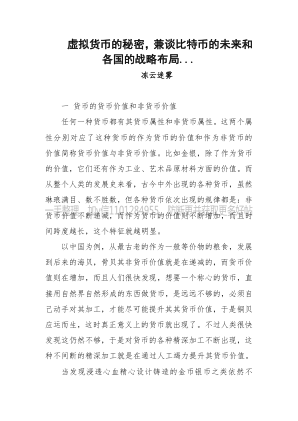 虚拟货币的秘密，兼谈比特币的未来和
各国的战略布局...
冻云迷雾
一 货币的货币价值和非货币价值
任何一种货币都有其货币属性和非货币属性。这两个属
性分别对应了这种货币的作为货币的价值和作为非货币的
价值简称货币价值与非货币价值。比如金银，除了作为货币
的价值，它们还有作为工业、艺术品原材料方面的价值。而
从整个人类的发展史来看，古今中外出现的各种货币，虽然
琳琅满目、数不胜数，但各种货币依次出现的规律都是：非
货币价值不断递减，而作为货币的价值则不断增加，而且时
间跨度越长，这个特征就越明显。
以中国为例，从最古老的作为一般等价物的粮食，发展
到后来的海贝，背贝其非货币价值就是在递减的，而货币价
值则在增加，而且人们很快发现，想要一个称心的货币，直
接用自然界自然形成的东西做货币，是远远不够的，必须自
己动手对其加工，才能尽可能提升其货币价值，于是铜贝
应运而生，这时真正意义上的货币就出现了。不过人类很快
发现这仍然不够，于是对货币的各种精深加工不断出现，这
种不间断的精深加工就是在通过人工竭力提升其货币价值。
当发现浸透心血精心设计铸造的金币银币之类依然不